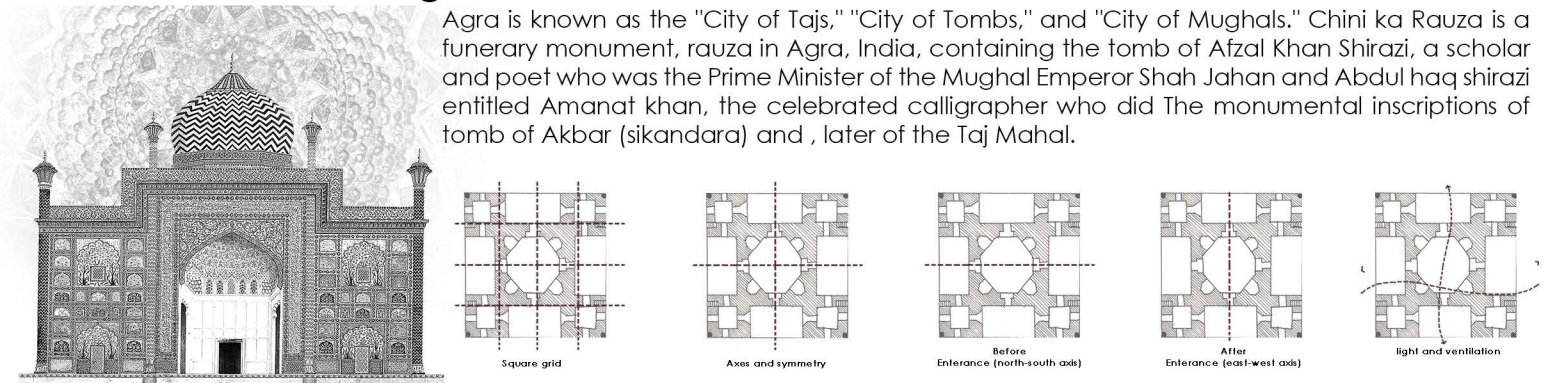 Agra is known as the "City of Tajs," "City of Tombs," and "City of Mughals." Chini ka Rauza is a
funerary monument, rauza in Agra, India, containing the tomb of Afzal Khan Shirazi, a scholar
and poet who was the Prime Minister of the Mughal Emperor Shah Jahan and Abdul haq shirazi
entitled Amanat khan, the celebrated calligrapher who did The monumental inscriptions of
tomb of Akbar (sikandara) and , later of the Taj Mahal.
Square grid
Axes and symmetry
Before
Enterance (north-south axis)
After
Enterance (east-west axis)
light and ventilation